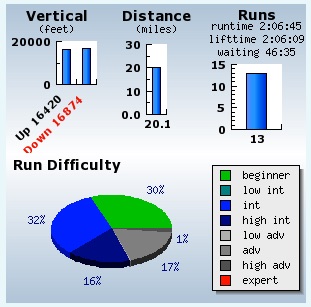 Vertical
(feet)
20000
0
Up 16420
Down 16874
Distance
(miles)
30
20
10
0.0
20.1
Runs
runtime 2:06:45
lifttime 2:06:09
waiting 46:35
15
10
5
0
13
Run Difficulty
30%
32%
1%
17%
16%
beginner
low int
int
high int
low adv
adv
high adv
expert